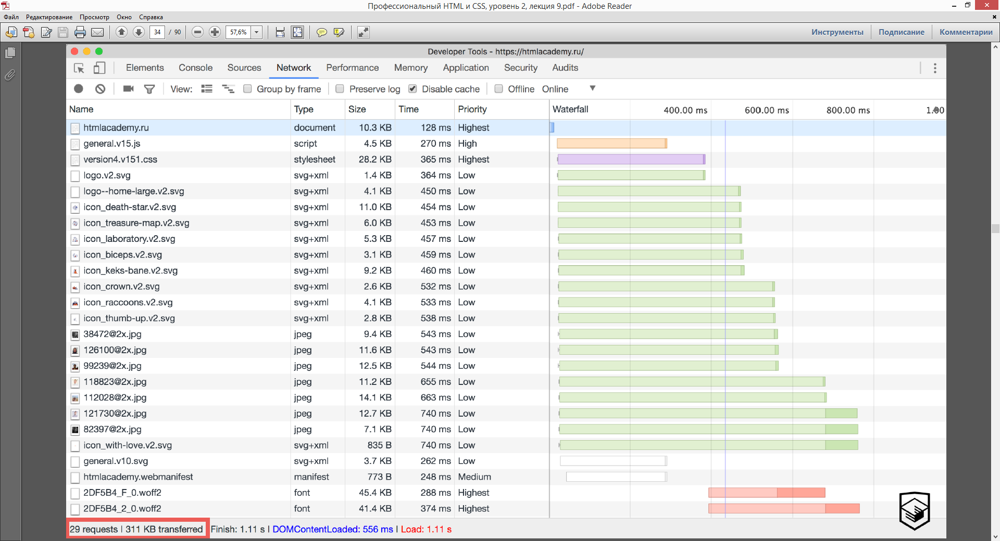 Профессиональный HTML и CSS, уровень 2, лекция 9.pdf - Adobe Reader
Файл Редактирование Просмотр Окно Справка
34 / 90 57,6% Инструменты Подписание Комментарии
Developer Tools - https://htmlacademy.ru/
Elements Console Sources Network Performance Memory Application Security Audits
View: Group by frame Preserve log Disable cache Offline Online
Name Type Size Time Priority Waterfall 400.00 ms 600.00 ms 800.00 ms
htmlacademy.ru document 10.3 KB 128 ms Highest
general.v15.js script 4.5 KB 270 ms High
version4.v151.css stylesheet 28.2 KB 365 ms Highest
logo.v2.svg svg+xml 1.4 KB 364 ms Low
logo--home-large.v2.svg svg+xml 4.1 KB 450 ms Low
icon_death-star.v2.svg svg+xml 11.0 KB 454 ms Low
icon_treasure-map.v2.svg svg+xml 6.0 KB 453 ms Low
icon_laboratory.v2.svg svg+xml 5.3 KB 457 ms Low
icon_biceps.v2.svg svg+xml 3.1 KB 459 ms Low
icon_keks-bane.v2.svg svg+xml 9.2 KB 460 ms Low
icon_crown.v2.svg svg+xml 2.6 KB 532 ms Low
icon_raccoons.v2.svg svg+xml 4.1 KB 533 ms Low
icon_thumb-up.v2.svg svg+xml 2.8 KB 538 ms Low
38472@2x.jpg jpeg 9.4 KB 543 ms Low
126100@2x.jpg jpeg 11.6 KB 543 ms Low
99239@2x.jpg jpeg 12.5 KB 544 ms Low
118823@2x.jpg jpeg 11.2 KB 655 ms Low
112028@2x.jpg jpeg 14.1 KB 663 ms Low
121730@2x.jpg jpeg 12.7 KB 740 ms Low
82397@2x.jpg jpeg 7.1 KB 740 ms Low
icon_with-love.v2.svg svg+xml 835 B 740 ms Low
general.v10.svg svg+xml 3.7 KB 262 ms Low
htmlacademy.webmanifest manifest 773 B 248 ms Medium
2DF5B4_F_0.woff2 font 45.4 KB 288 ms Highest
2DF5B4_2_0.woff2 font 41.4 KB 374 ms Highest
29 requests | 311 KB transferred Finish: 1.11 s | DOMContentLoaded: 556 ms | Load: 1.11 s